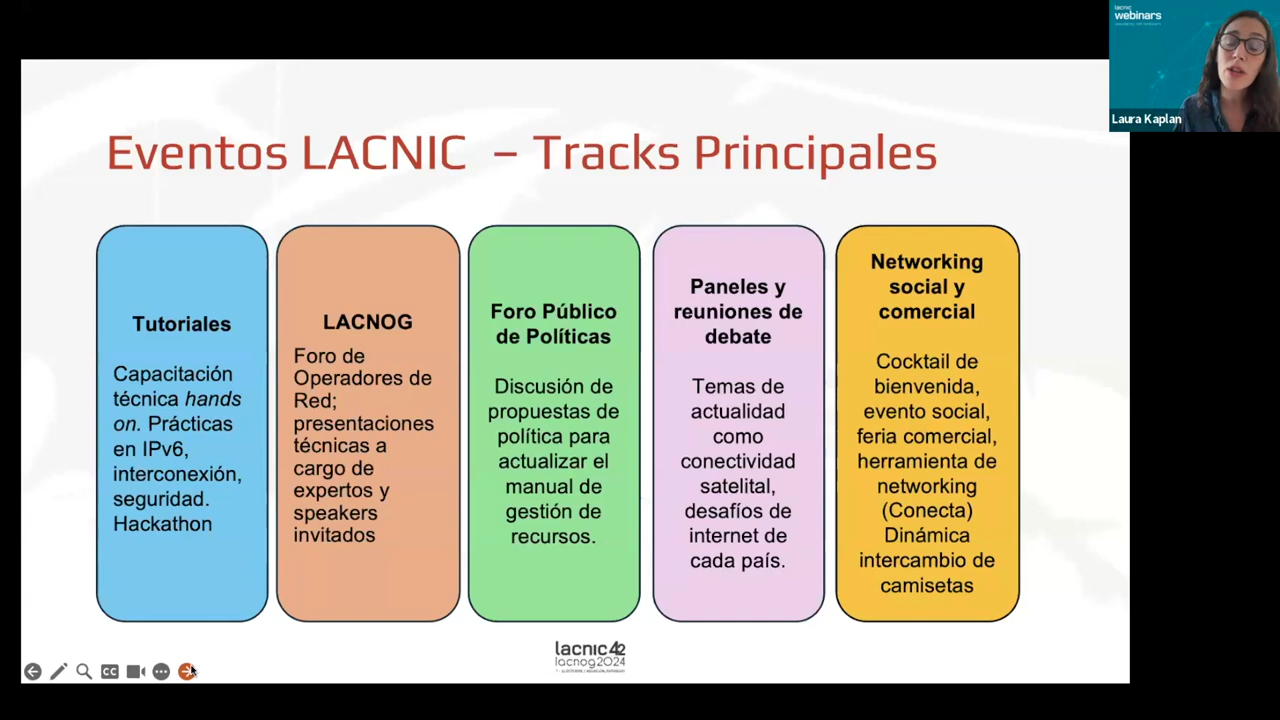 lacnic
webinars
Laura Kaplan
Eventos LACNIC – Tracks Principales
Tutoriales
Capacitación
técnica hands
on. Prácticas
en IPv6,
interconexión,
seguridad.
Hackathon
LACNOG
Foro de
Operadores de
Red;
presentaciones
técnicas a
cargo de
expertos y
speakers
invitados
Foro Público
de Políticas
Discusión de
propuestas de
política para
actualizar el
manual de
gestión de
recursos.
Paneles y
reuniones de
debate
Temas de
actualidad
como
conectividad
satelital,
desafíos de
internet de
cada país.
Networking
social y
comercial
Cocktail de
bienvenida,
evento social,
feria comercial,
herramienta de
networking
(Conecta)
Dinámica
intercambio de
camisetas
lacnic42
lacnog2024
CC